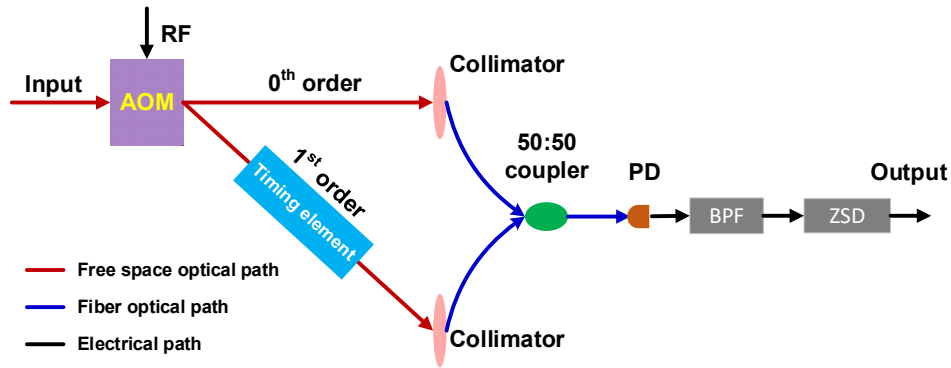 RF
Input
AOM
0th order
Collimator
1st order
Timing element
50:50
coupler
PD
BPF
ZSD
Output
Collimator
Free space optical path
Fiber optical path
Electrical path